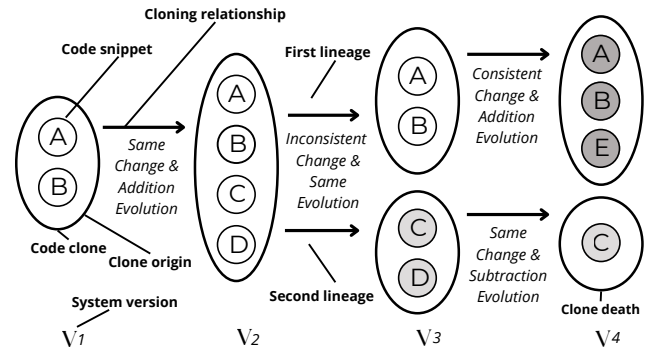 Cloning relationship
Code snippet
First lineage
A
B
Same
Change &
Addition
Evolution
A
B
C
D
Inconsistent
Change &
Same
Evolution
A
B
Consistent
Change &
Addition
Evolution
A
B
E
C
D
Same
Change &
Subtraction
Evolution
C
Code clone
Clone origin
Second lineage
Clone death
System version
V1
V2
V3
V4